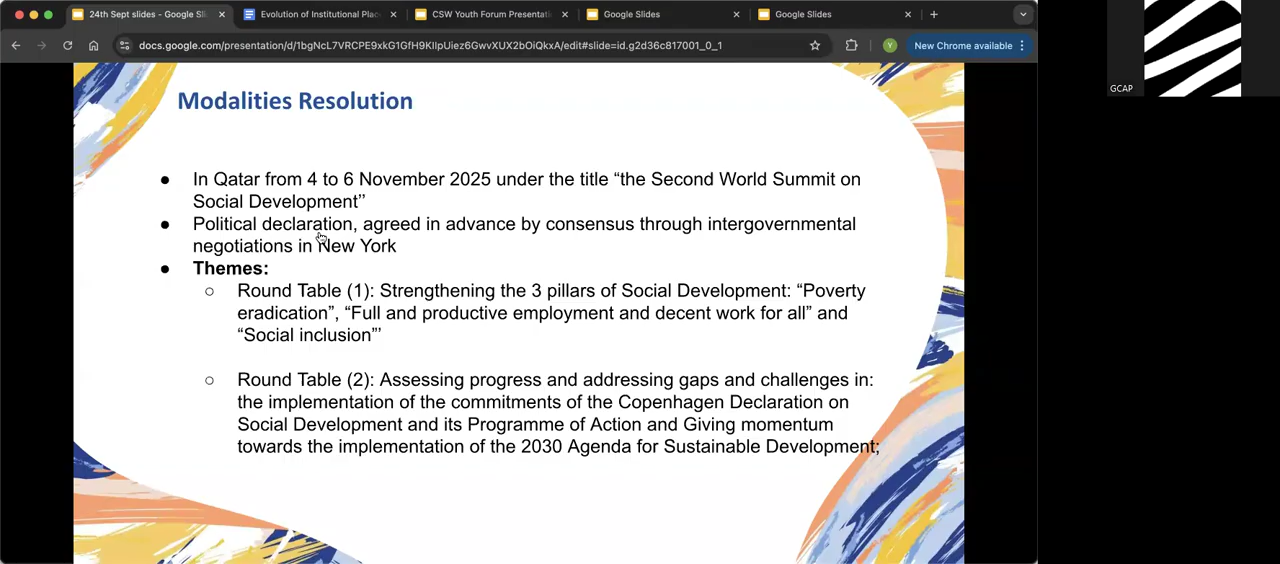 24th Sept slides - Google Sli
Evolution of Institutional Plac
CSW Youth Forum Presentati
Google Slides
Google Slides
docs.google.com/presentation/d/1bgNcL7VRCPE9xkG1GfH9KIlpUiez6GwvXUX2bOiQkxA/edit#slide=id.g2d36c817001_0_1
Y
New Chrome available
GCAP
Modalities Resolution
● In Qatar from 4 to 6 November 2025 under the title “the Second World Summit on
Social Development’’
● Political declaration, agreed in advance by consensus through intergovernmental
negotiations in New York
● Themes:
○ Round Table (1): Strengthening the 3 pillars of Social Development: “Poverty
eradication”, “Full and productive employment and decent work for all” and
“Social inclusion”’
○ Round Table (2): Assessing progress and addressing gaps and challenges in:
the implementation of the commitments of the Copenhagen Declaration on
Social Development and its Programme of Action and Giving momentum
towards the implementation of the 2030 Agenda for Sustainable Development;